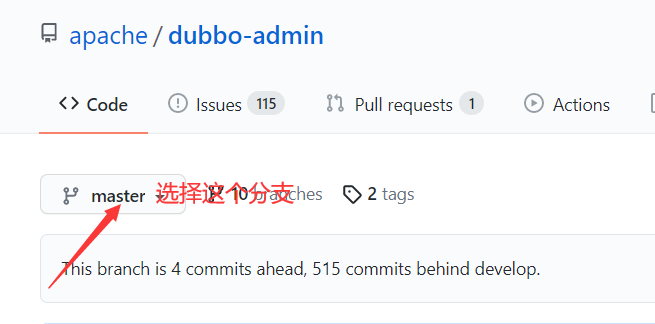 apache / dubbo-admin
Code Issues 115 Pull requests 1 Actions
master 选择这个分支 10 branches 2 tags
This branch is 4 commits ahead, 515 commits behind develop.